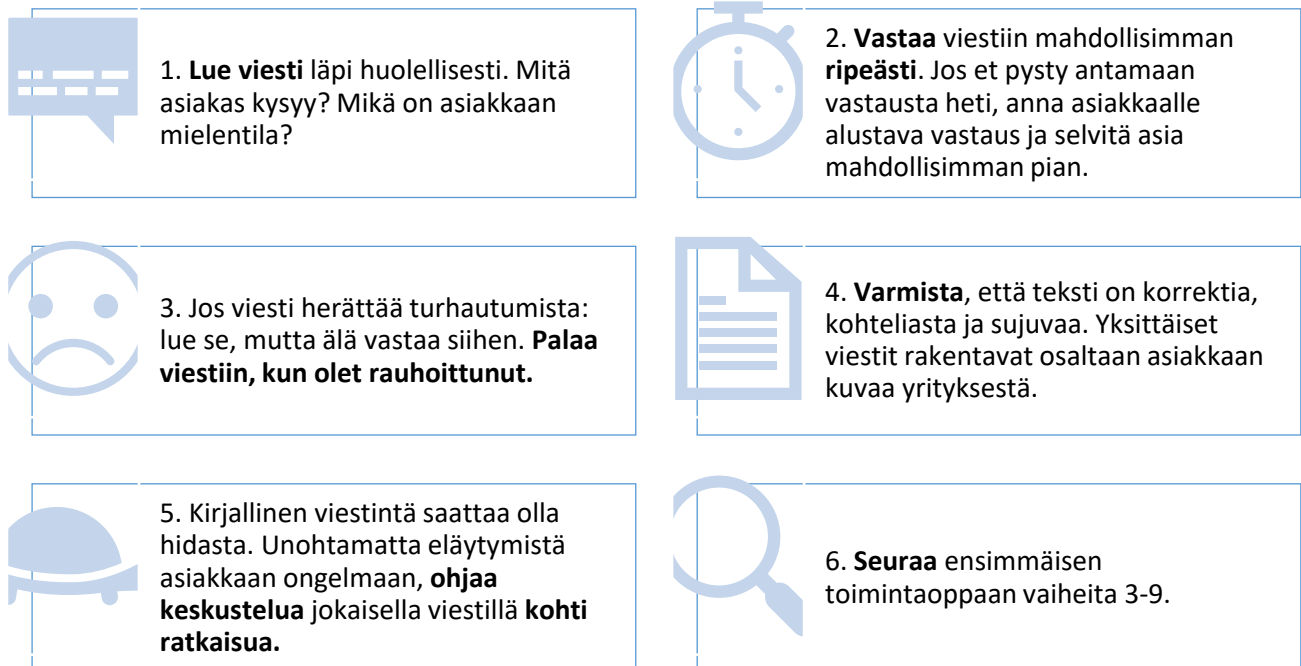 1. Lue viesti läpi huolellisesti. Mitä
asiakas kysyy? Mikä on asiakkaan
mielentila?
2. Vastaa viestiin mahdollisimman
ripeästi. Jos et pysty antamaan
vastausta heti, anna asiakkaalle
alustava vastaus ja selvitä asia
mahdollisimman pian.
3. Jos viesti herättää turhautumista:
lue se, mutta älä vastaa siihen. Palaa
viestiin, kun olet rauhoittunut.
4. Varmista, että teksti on korrektia,
kohteliasta ja sujuvaa. Yksittäiset
viestit rakentavat osaltaan asiakkaan
kuvaa yrityksestä.
5. Kirjallinen viestintä saattaa olla
hidasta. Unohtamatta eläytymistä
asiakkaan ongelmaan, ohjaa
keskustelua jokaisella viestillä kohti
ratkaisua.
6. Seuraa ensimmäisen
toimintaoppaan vaiheita 3-9.